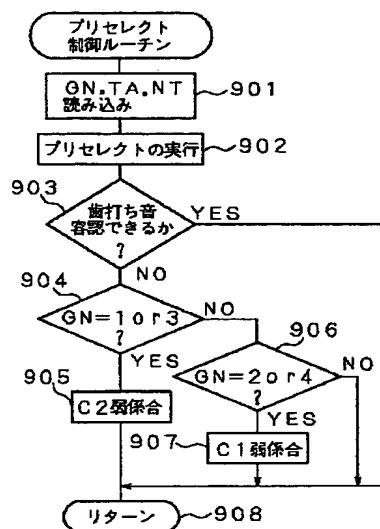 プリセレクト
制御ルーチン
GN.TA.NT
読み込み
901
プリセレクトの実行
902
903
歯打ち音
容認できるか
?
YES
NO
904
GN=1or3
?
NO
YES
905
C2弱係合
906
GN=2or4
?
NO
YES
907
C1弱係合
リターン
908